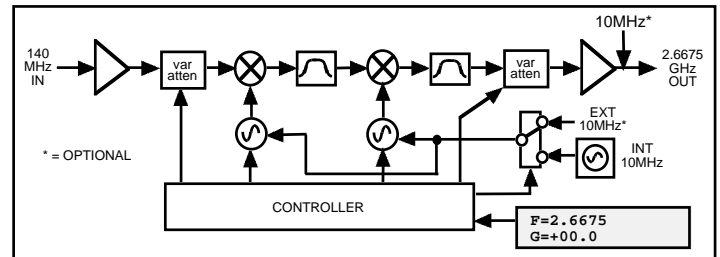 10MHz*
140
MHz
IN
var
atten
var
atten
2.6675
GHz
OUT
EXT
10MHz*
* = OPTIONAL
INT
10MHz
CONTROLLER
F=2.6675
G=+00.0